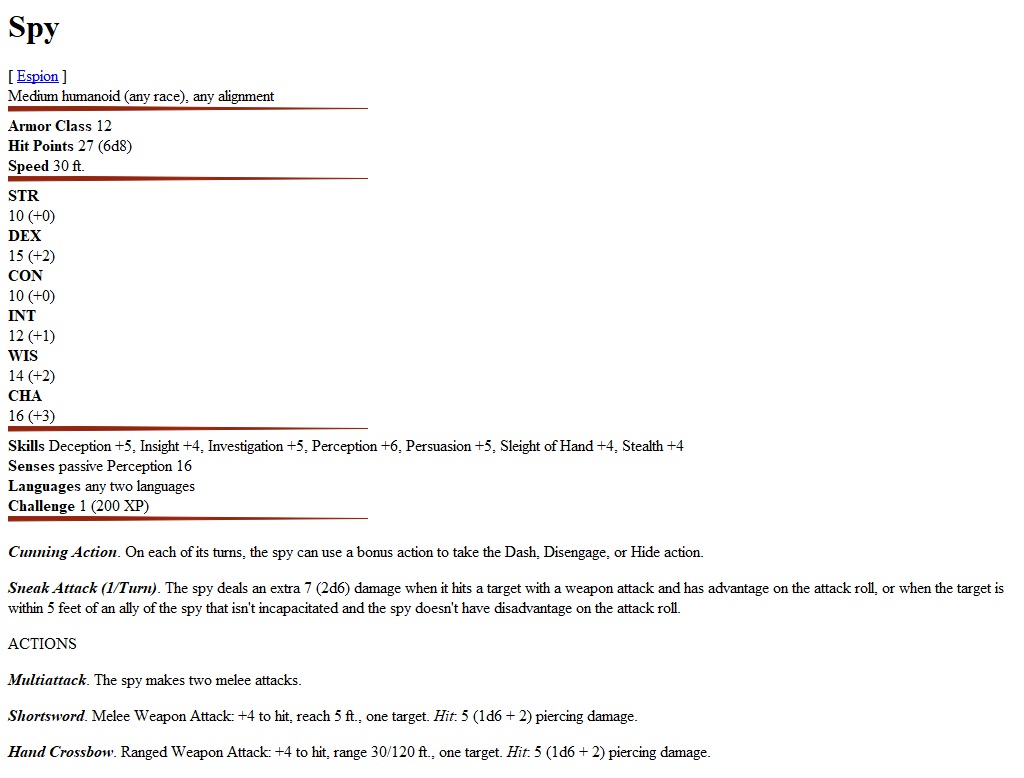 Spy
[ Espion ]
Medium humanoid (any race), any alignment
Armor Class 12
Hit Points 27 (6d8)
Speed 30 ft.
STR
10 (+0)
DEX
15 (+2)
CON
10 (+0)
INT
12 (+1)
WIS
14 (+2)
CHA
16 (+3)
Skills Deception +5, Insight +4, Investigation +5, Perception +6, Persuasion +5, Sleight of Hand +4, Stealth +4
Senses passive Perception 16
Languages any two languages
Challenge 1 (200 XP)
Cunning Action. On each of its turns, the spy can use a bonus action to take the Dash, Disengage, or Hide action.
Sneak Attack (1/Turn). The spy deals an extra 7 (2d6) damage when it hits a target with a weapon attack and has advantage on the attack roll, or when the target is
within 5 feet of an ally of the spy that isn't incapacitated and the spy doesn't have disadvantage on the attack roll.
ACTIONS
Multiattack. The spy makes two melee attacks.
Shortsword. Melee Weapon Attack: +4 to hit, reach 5 ft., one target. Hit: 5 (1d6 + 2) piercing damage.
Hand Crossbow. Ranged Weapon Attack: +4 to hit, range 30/120 ft., one target. Hit: 5 (1d6 + 2) piercing damage.